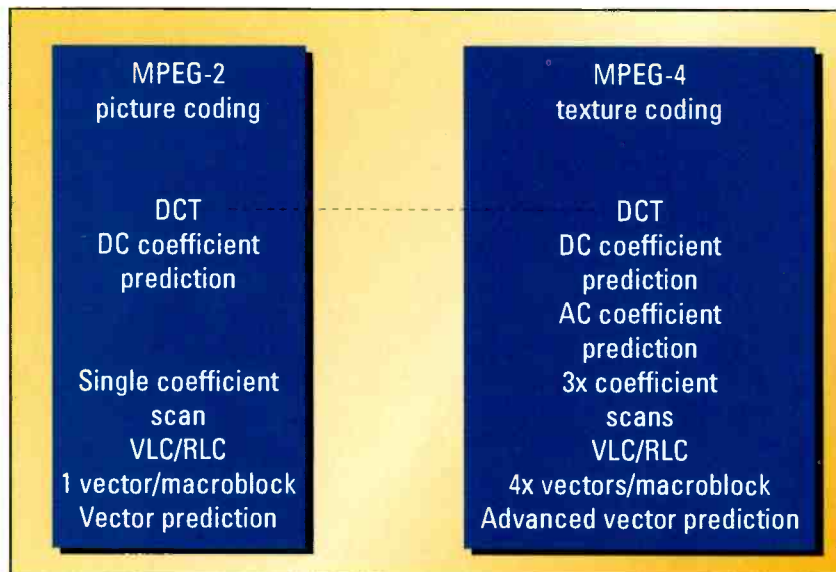 MPEG-2
picture coding
DCT
DC coefficient
prediction
Single coefficient
scan
VLC/RLC
1 vector/macroblock
Vector prediction
MPEG-4
texture coding
DCT
DC coefficient
prediction
AC coefficient
prediction
3x coefficient
scans
VLC/RLC
4x vectors/macroblock
Advanced vector prediction